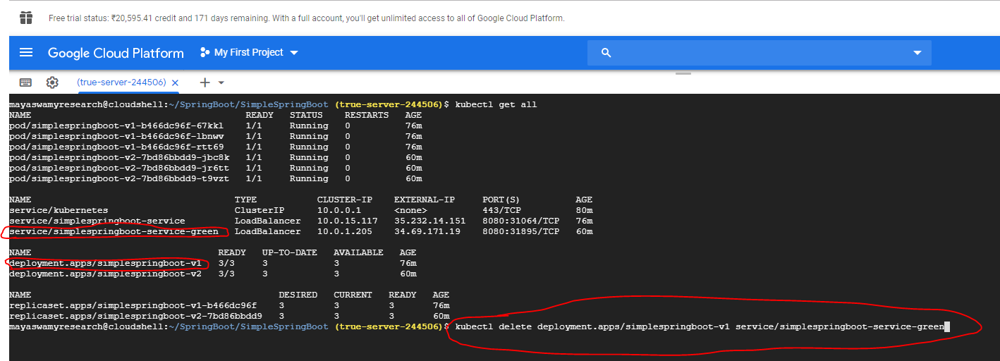 Free trial status: ₹20,595.41 credit and 171 days remaining. With a full account, you'll get unlimited access to all of Google Cloud Platform.
Google Cloud Platform My First Project
(true-server-244506)
mayaswamyresearch@cloudshell:~/SpringBoot/SimpleSpringBoot (true-server-244506)$ kubectl get all
NAME READY STATUS RESTARTS AGE
pod/simplespringboot-v1-b466dc96f-67kkl 1/1 Running 0 76m
pod/simplespringboot-v1-b466dc96f-lbnwv 1/1 Running 0 76m
pod/simplespringboot-v1-b466dc96f-rtt69 1/1 Running 0 76m
pod/simplespringboot-v2-7bd86bbdd9-jbc8k 1/1 Running 0 60m
pod/simplespringboot-v2-7bd86bbdd9-jr6tt 1/1 Running 0 60m
pod/simplespringboot-v2-7bd86bbdd9-t9vzt 1/1 Running 0 60m
NAME TYPE CLUSTER-IP EXTERNAL-IP PORT(S) AGE
service/kubernetes ClusterIP 10.0.0.1 <none> 443/TCP 80m
service/simplespringboot-service LoadBalancer 10.0.15.117 35.232.14.151 8080:31064/TCP 76m
service/simplespringboot-service-green LoadBalancer 10.0.1.205 34.69.171.19 8080:31895/TCP 60m
NAME READY UP-TO-DATE AVAILABLE AGE
deployment.apps/simplespringboot-v1 3/3 3 3 76m
deployment.apps/simplespringboot-v2 3/3 3 3 60m
NAME DESIRED CURRENT READY AGE
replicaset.apps/simplespringboot-v1-b466dc96f 3 3 3 76m
replicaset.apps/simplespringboot-v2-7bd86bbdd9 3 3 3 60m
mayaswamyresearch@cloudshell:~/SpringBoot/SimpleSpringBoot (true-server-244506)$ kubectl delete deployment.apps/simplespringboot-v1 service/simplespringboot-service-green